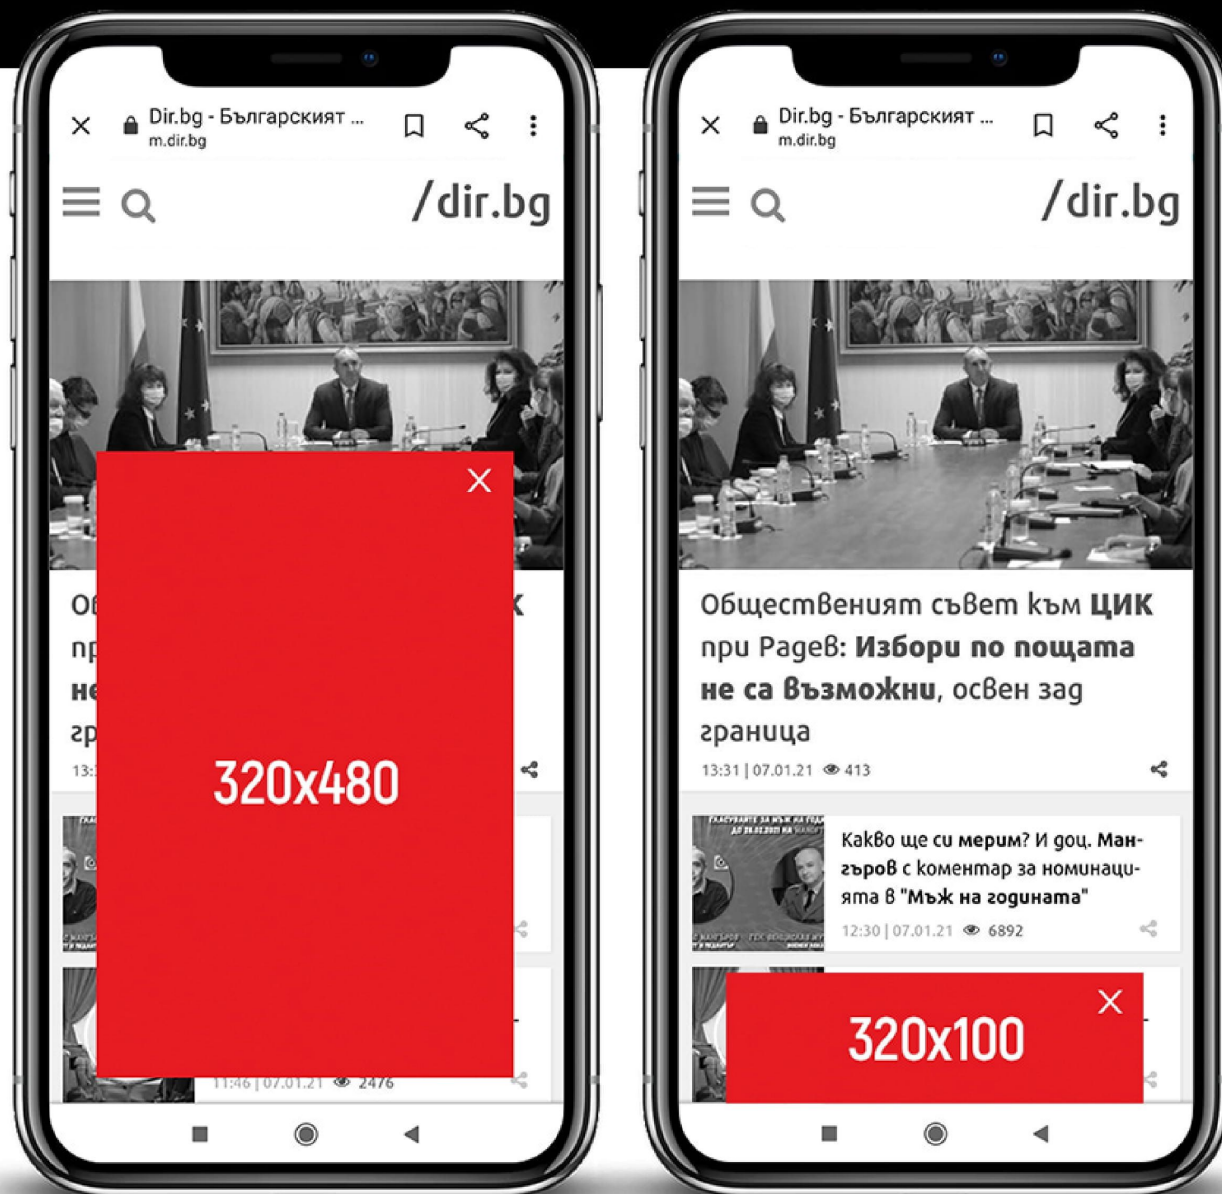 Dir.bg - Българският ...
m.dir.bg
/dir.bg
320x480
11:46 | 07.01.21 2476
Dir.bg - Българският ...
m.dir.bg
/dir.bg
Общественият съвет към ЦИК
при Радев: Избори по пощата
не са възможни, освен зад
граница
13:31 | 07.01.21 413
Какво ще си мерим? И доц. Ман-
гъров с коментар за номинаци-
ята в "Мъж на годината"
12:30 | 07.01.21 6892
320x100